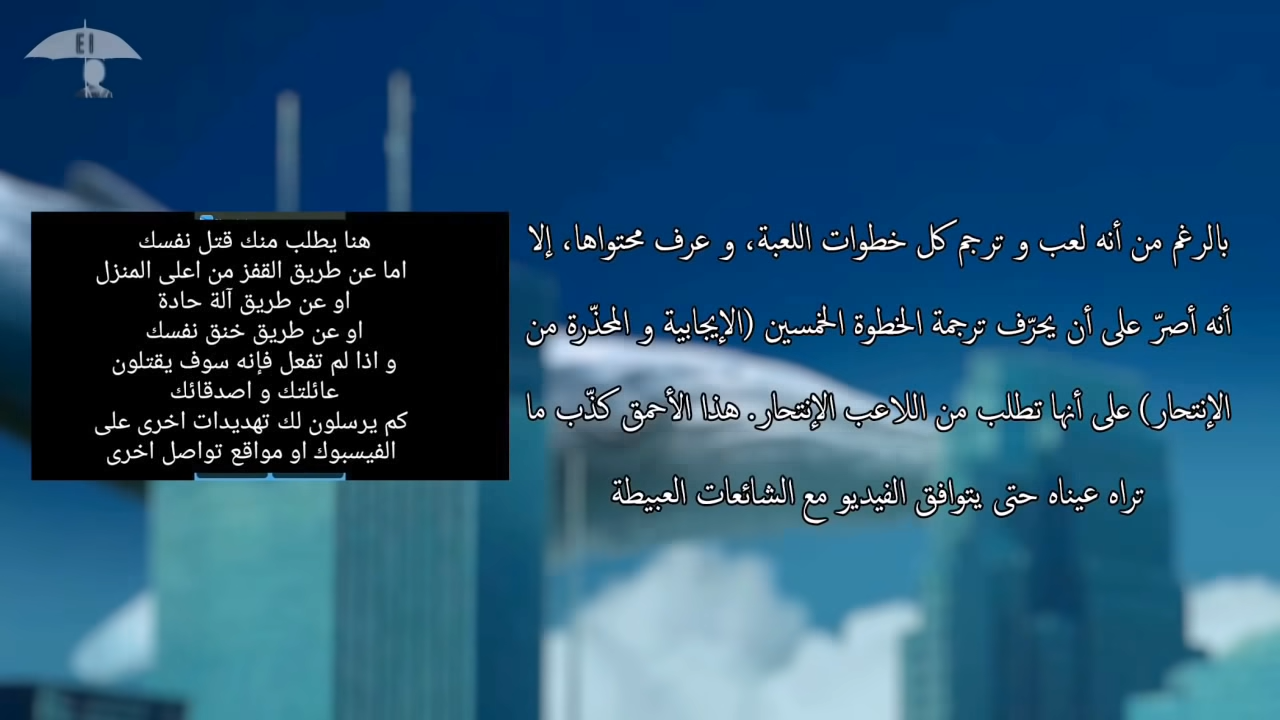 EI
بالرغم من أنه لعب و ترجم كل خطوات اللعبة، و عرف محتواها، إلا
أنه أصرّ على أن يحرّف ترجمة الخطوة الخمسين (الإيجابية و المحذّرة من
الإنتحار) على أنها تطلب من اللاعب الإنتحار. هذا الأحمق كذّب ما
تراه عيناه حتى يتوافق الفيديو مع الشائعات العبيطة
هنا يطلب منك قتل نفسك
اما عن طريق القفز من اعلى المنزل
او عن طريق آلة حادة
او عن طريق خنق نفسك
و اذا لم تفعل فإنه سوف يقتلون
عائلتك و اصدقائك
كم يرسلون لك تهديدات اخرى على
الفيسبوك او مواقع تواصل اخرى